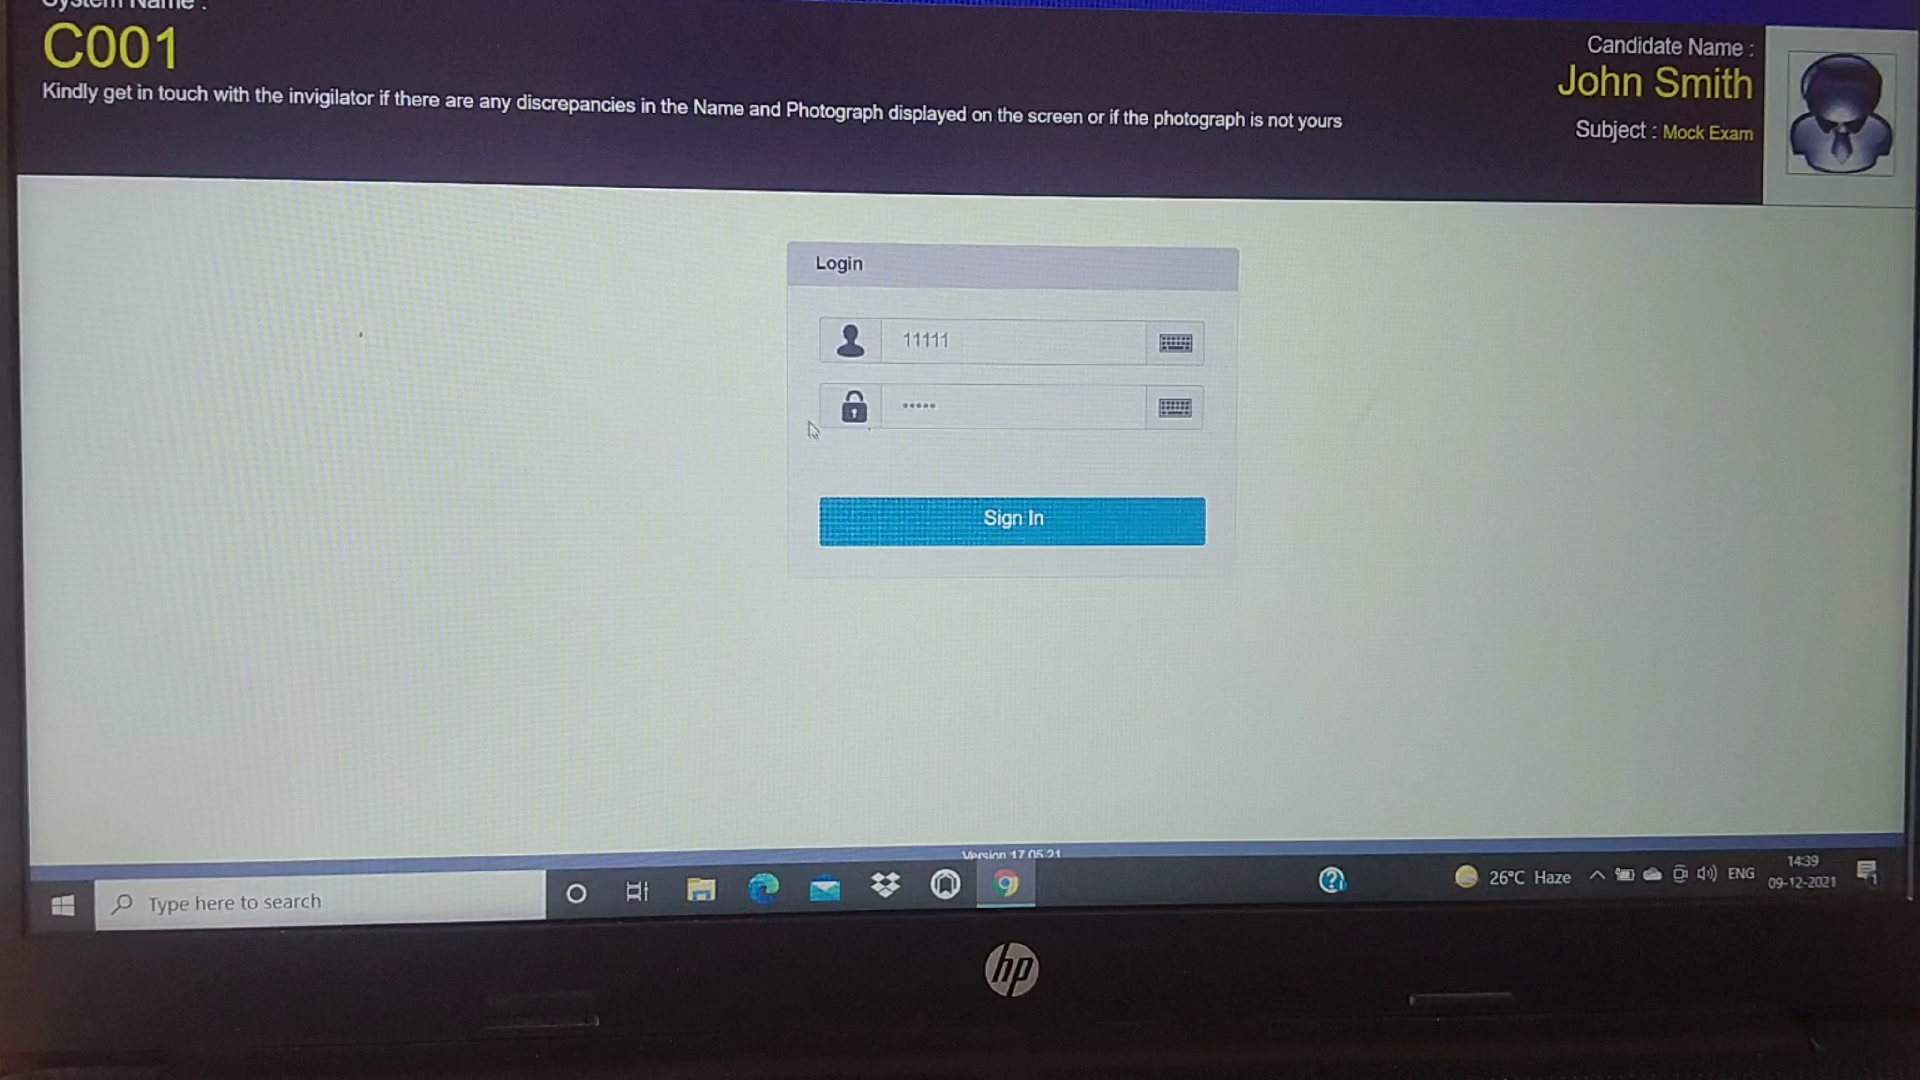 System Name :
C001
Kindly get in touch with the invigilator if there are any discrepancies in the Name and Photograph displayed on the screen or if the photograph is not yours
Candidate Name :
John Smith
Subject : Mock Exam
Login
11111
•••••
Sign In
Version 17.05.21
Type here to search
26°C Haze
ENG
14:39
09-12-2021
1
hp